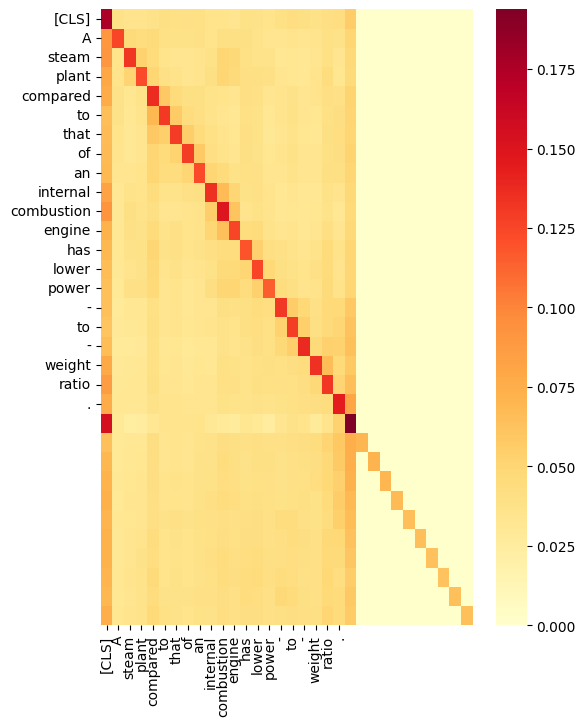 [CLS]
A
steam
plant
compared
to
that
of
an
internal
combustion
engine
has
lower
power
-
to
-
weight
ratio
.
0.175
0.150
0.125
0.100
0.075
0.050
0.025
0.000
[CLS]
A
steam
plant
compared
to
that
of
an
internal
combustion
engine
has
lower
power
-
to
-
weight
ratio
.